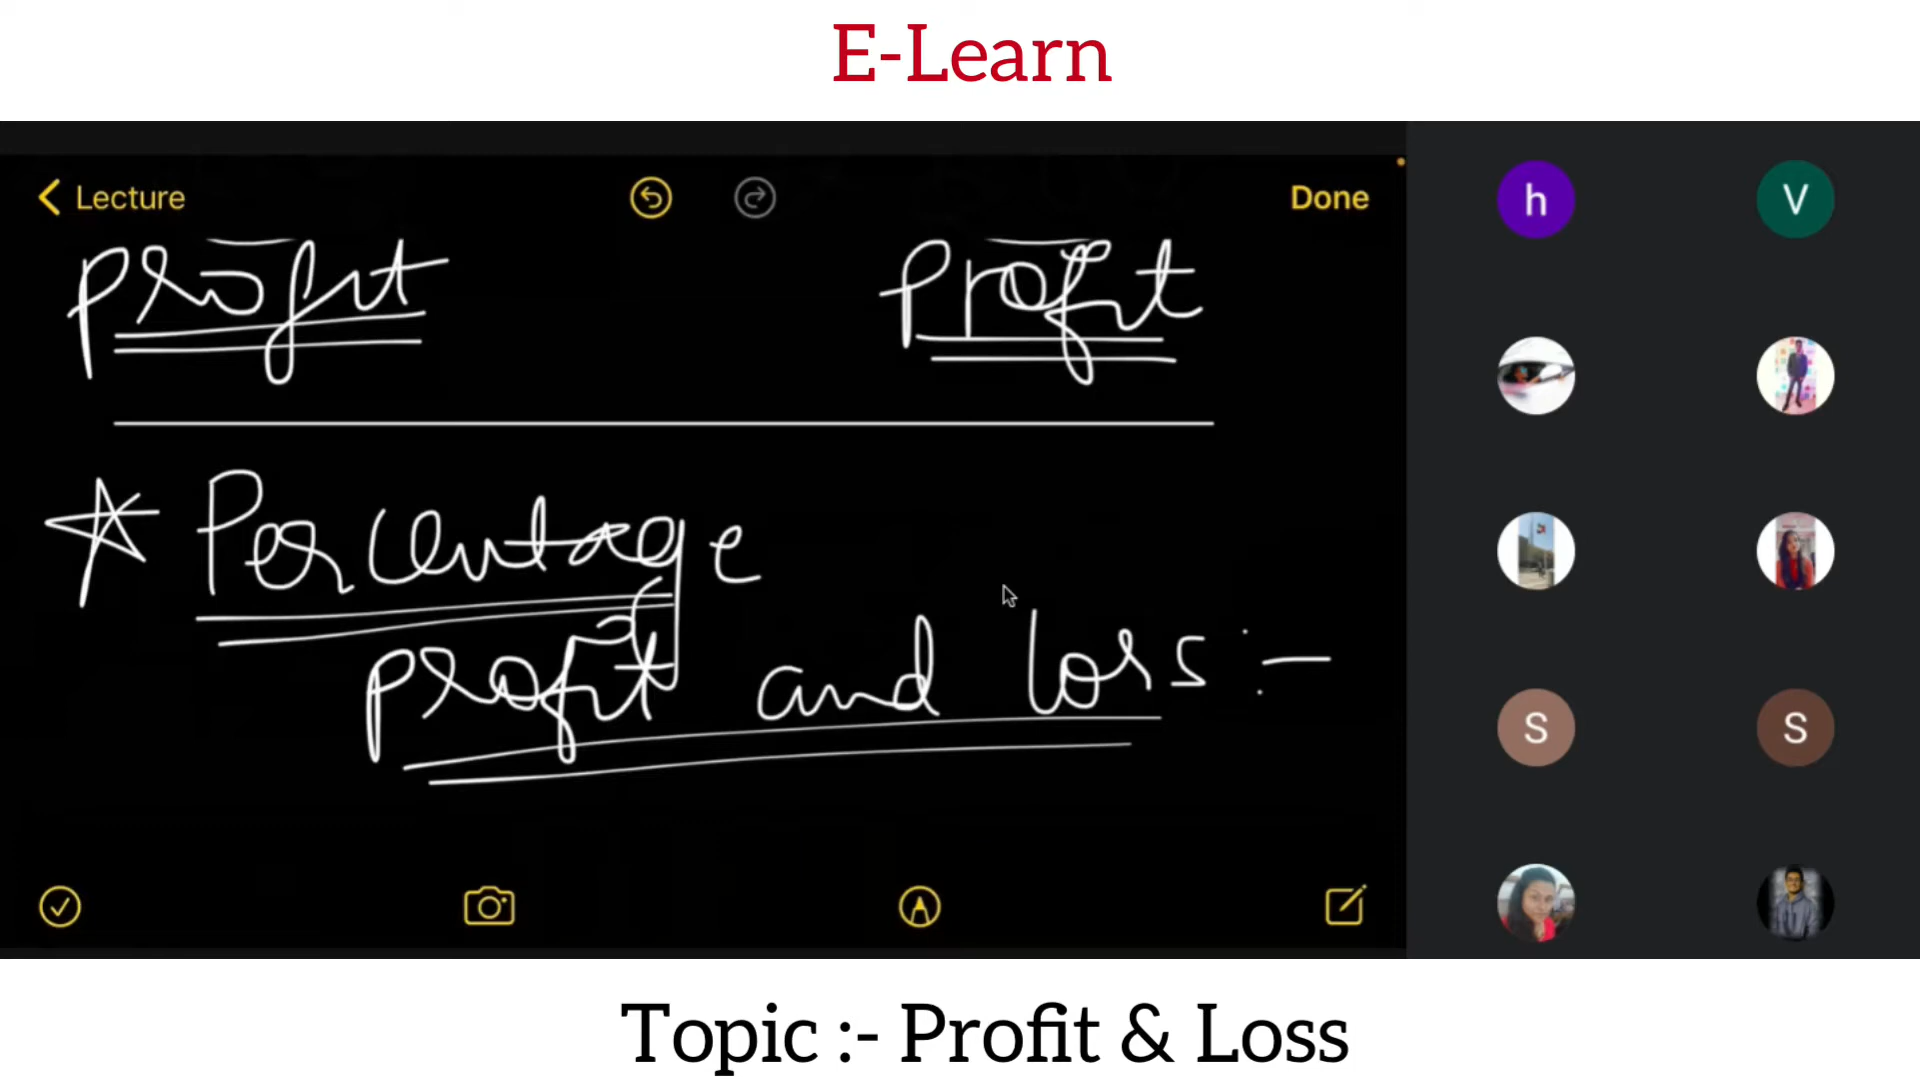 E-Learn
Lecture
Done
h
V
profit Profit
Percentage
profit and loss :-
S
S
Topic :- Profit & Loss